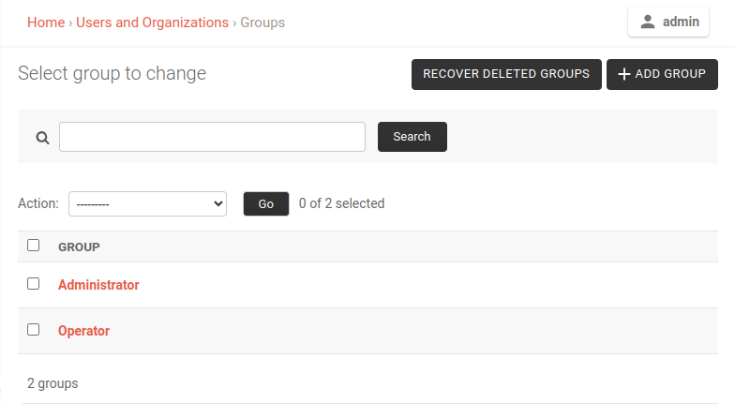 Home › Users and Organizations › Groups
admin
Select group to change
RECOVER DELETED GROUPS
+ ADD GROUP
Search
Action: --------- Go 0 of 2 selected
GROUP
Administrator
Operator
2 groups